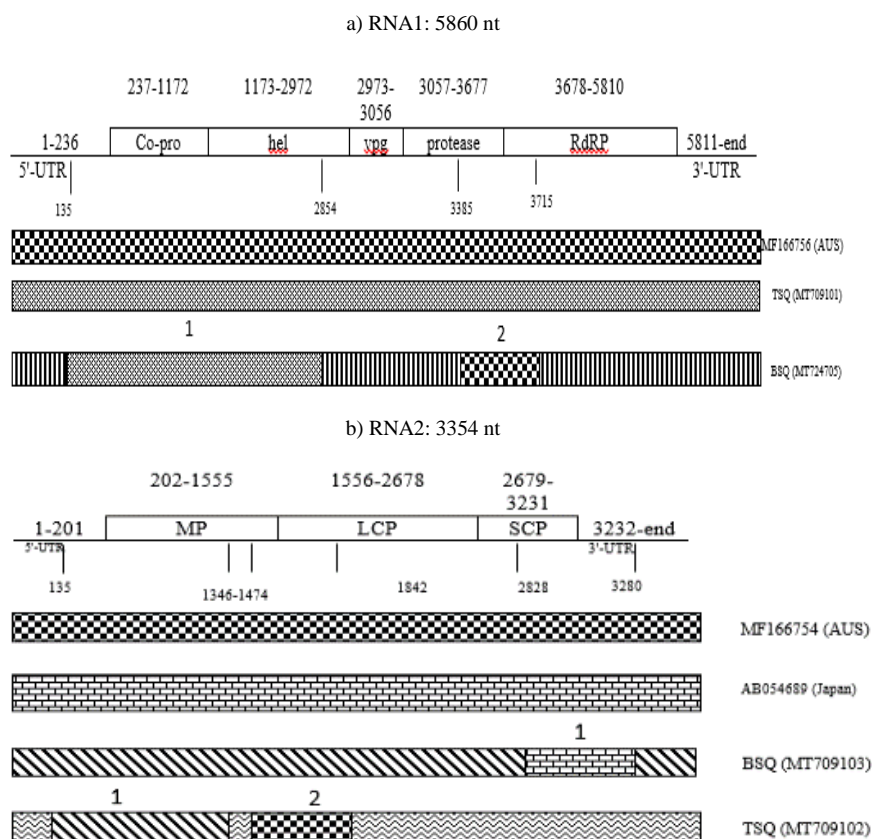 a) RNA1: 5860 nt
237-1172 1173-2972 2973-3056 3057-3677 3678-5810
1-236 Co-pro hel vpg protease RdRP 5811-end
5'-UTR 3'-UTR
135 2854 3385 3715
MF166756 (AUS)
TSQ (MT709101)
1 2
BSQ (MT724705)
b) RNA2: 3354 nt
202-1555 1556-2678 2679-3231
1-201 MP LCP SCP 3232-end
5'-UTR 3'-UTR
135 1346-1474 1842 2828 3280
MF166754 (AUS)
AB054689 (Japan)
1
BSQ (MT709103)
1 2
TSQ (MT709102)